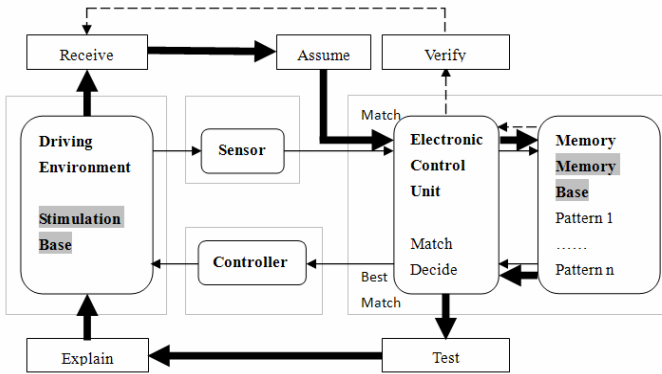 Receive
Assume
Verify
Match
Driving
Environment
Stimulation
Base
Sensor
Controller
Electronic
Control
Unit
Match
Decide
Best
Match
Memory
Memory
Base
Pattern 1
……
Pattern n
Explain
Test